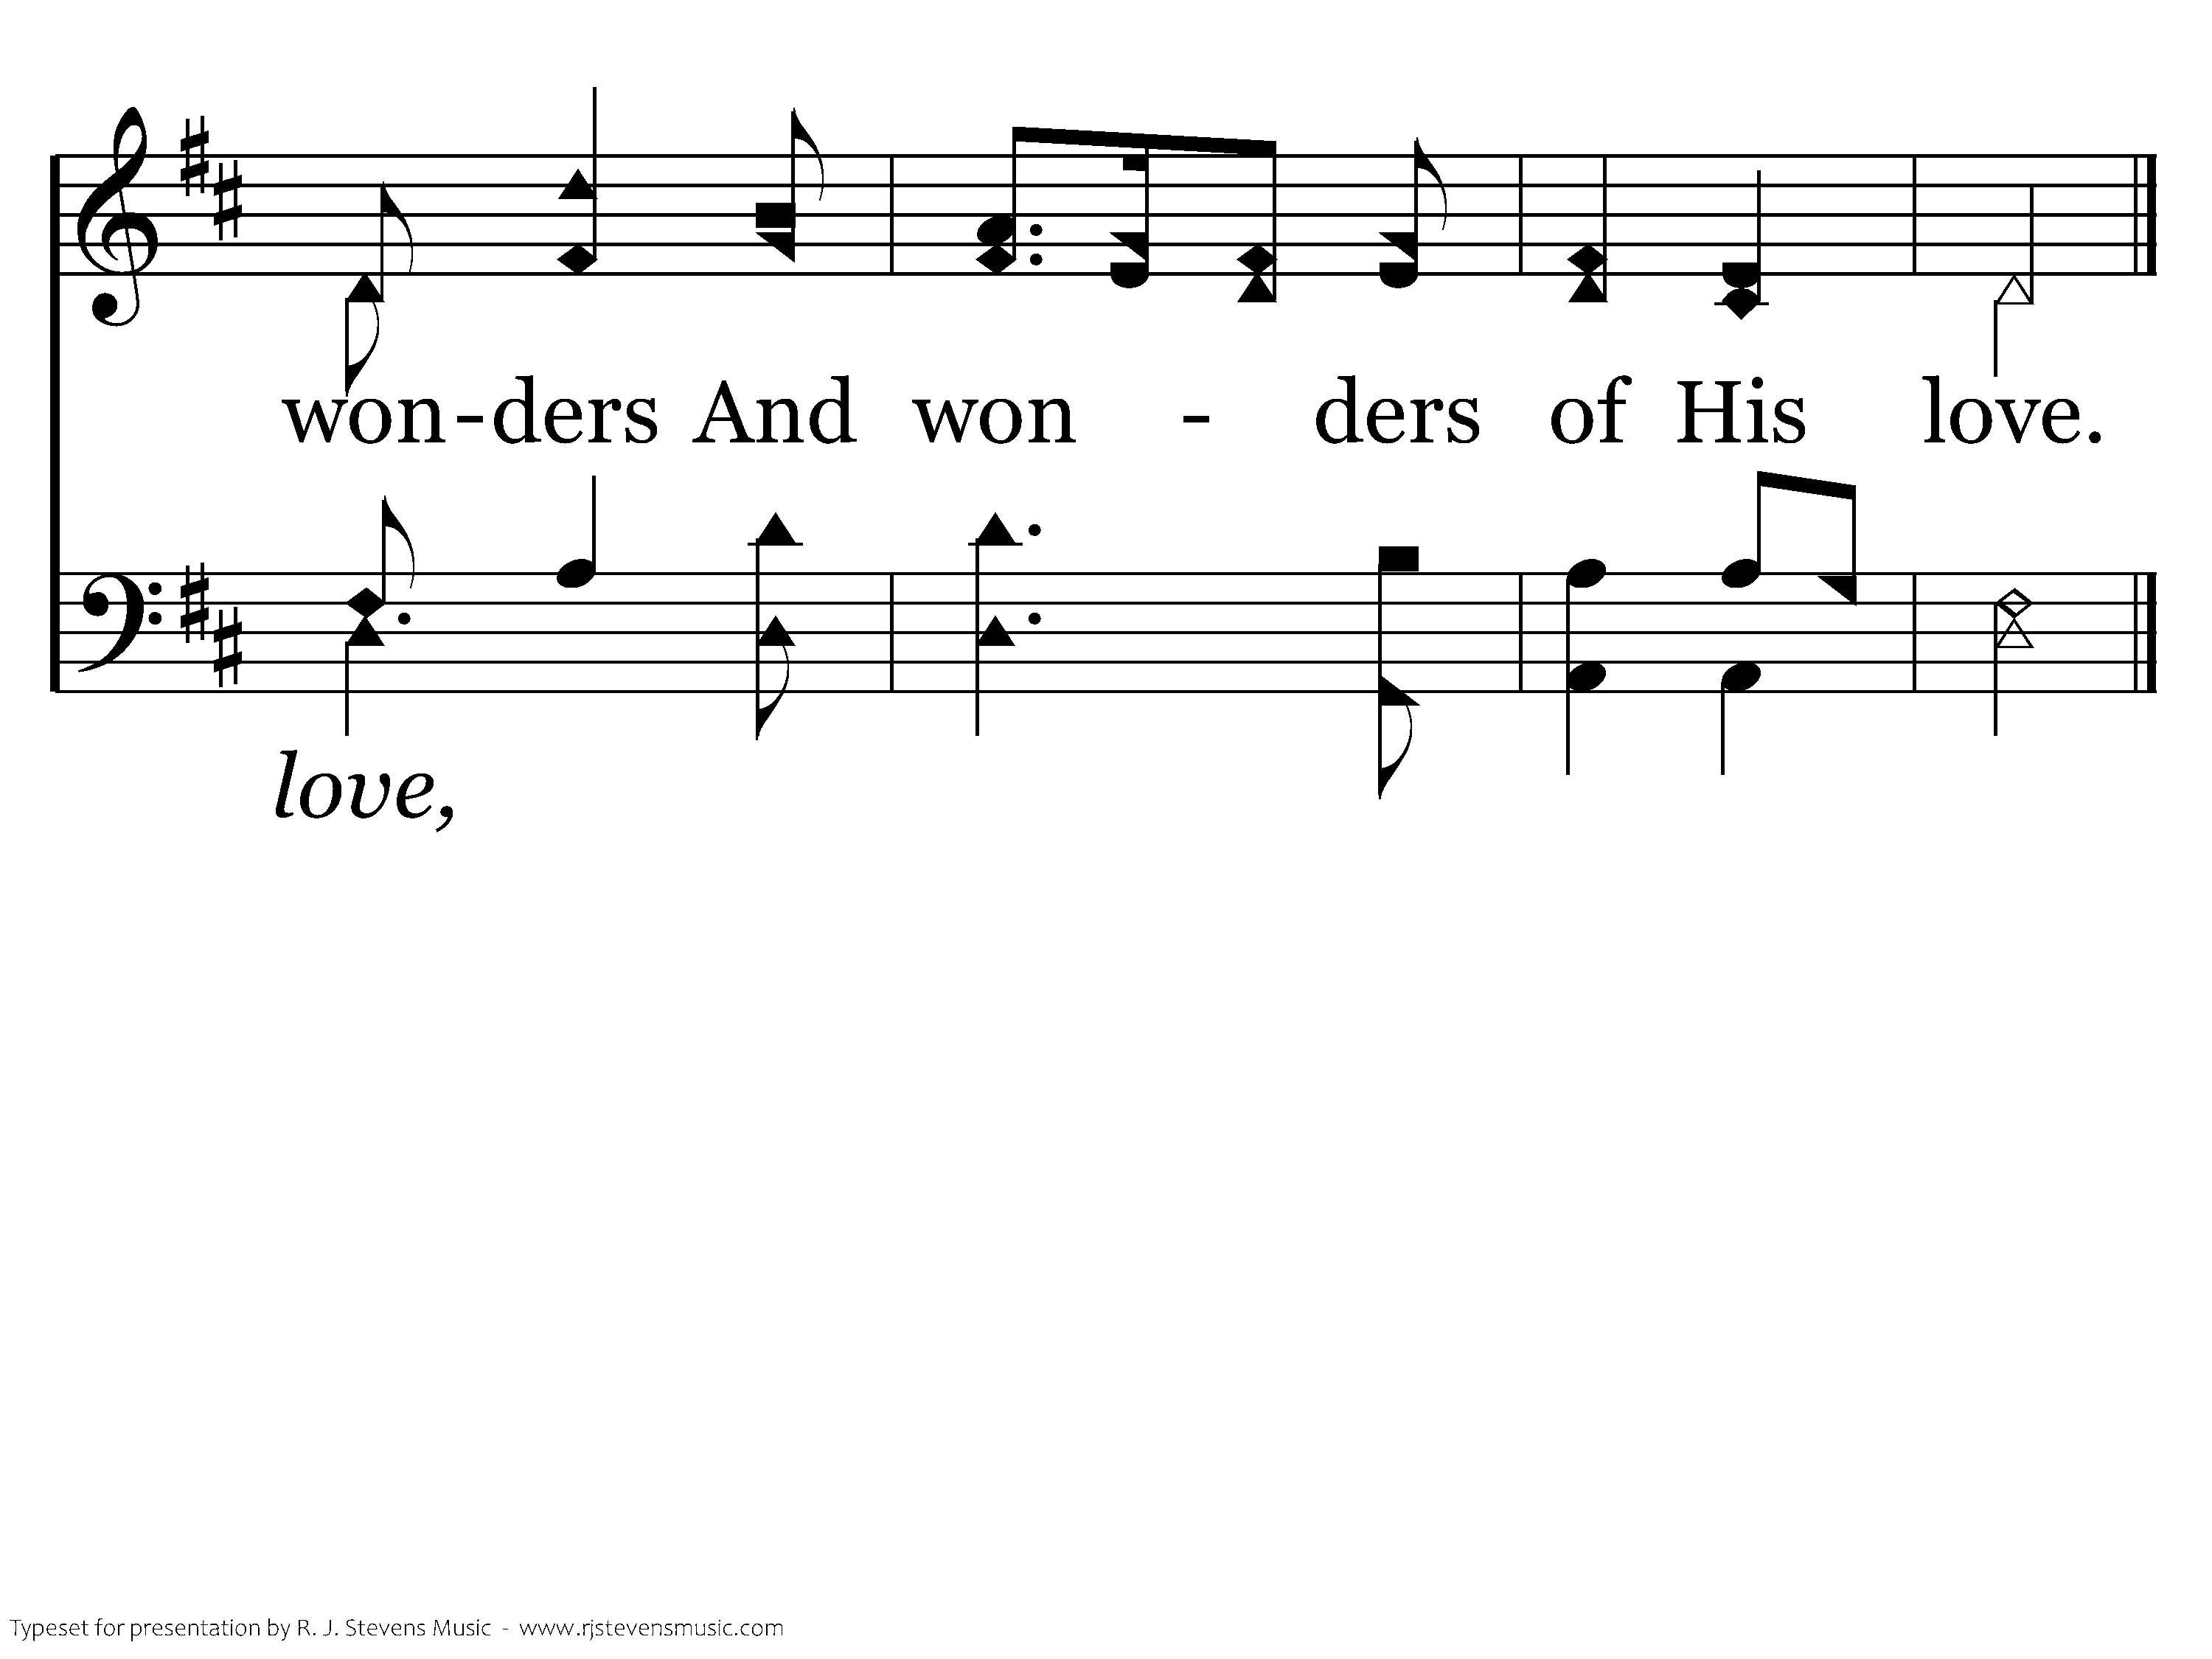 won-ders And won - ders of His love.
love,
Typeset for presentation by R. J. Stevens Music - www.rjstevensmusic.com